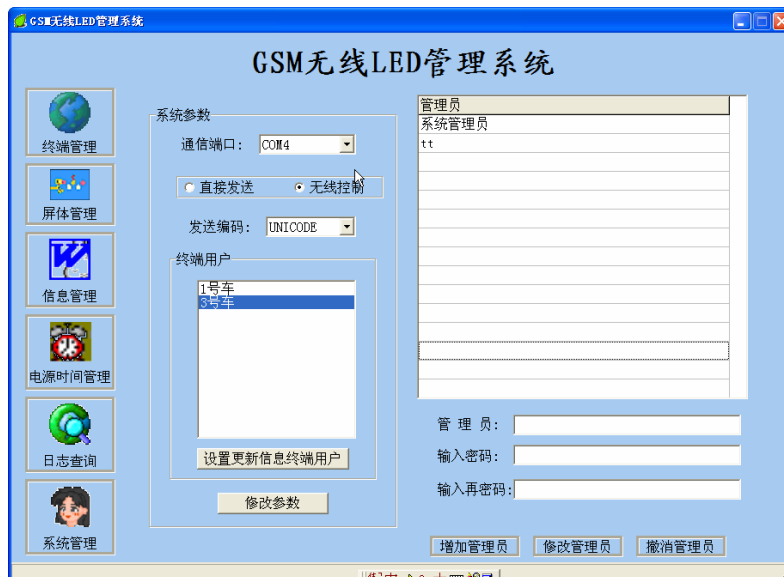 GSM无线LED管理系统
GSM无线LED管理系统
终端管理
屏体管理
信息管理
电源时间管理
日志查询
系统管理
系统参数
通信端口: COM4
直接发送 无线控制
发送编码: UNICODE
终端用户
1号车
3号车
设置更新信息终端用户
修改参数
管理员
系统管理员
tt
管 理 员:
输入密码:
输入再密码:
增加管理员 修改管理员 撤消管理员